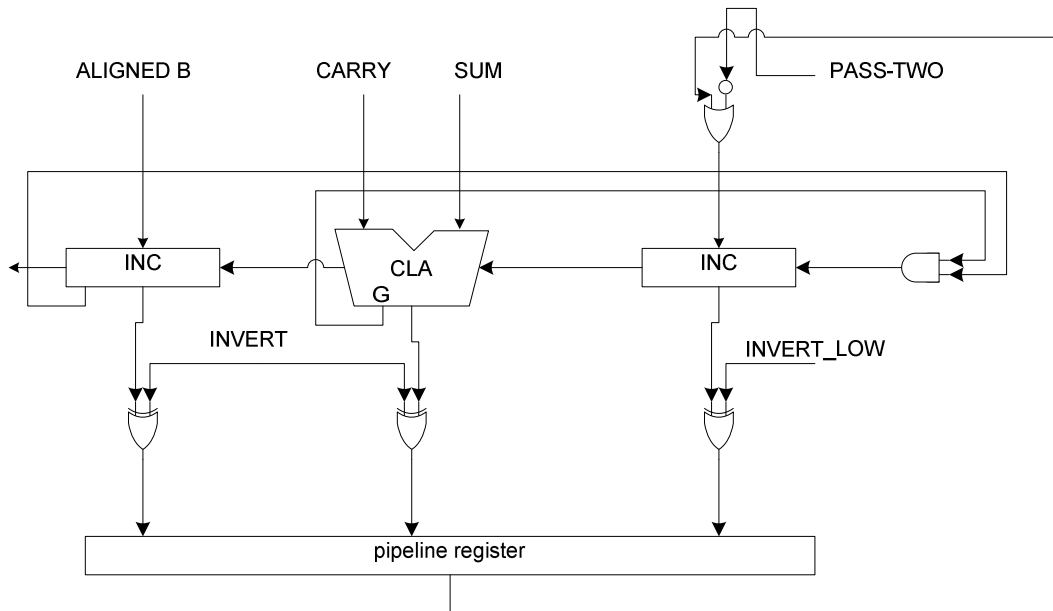 ALIGNED B
CARRY
SUM
PASS-TWO
INC
CLA
INC
G
INVERT
INVERT_LOW
pipeline register